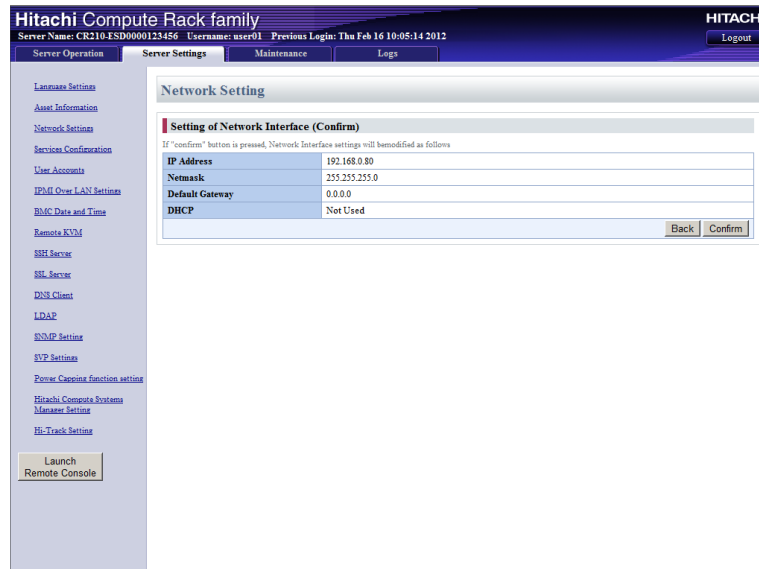 Hitachi Compute Rack family
HITACH
Server Name: CR210-ESD0000123456 Username: user01 Previous Login: Thu Feb 16 10:05:14 2012
Logout
Server Operation Server Settings Maintenance Logs
Language Settings
Asset Information
Network Settings
Services Configuration
User Accounts
IPMI Over LAN Settings
BMC Date and Time
Remote KVM
SSH Server
SSL Server
DNS Client
LDAP
SNMP Setting
SVP Settings
Power Capping function setting
Hitachi Compute Systems
Manager Setting
Hi-Track Setting
Launch
Remote Console
Network Setting
Setting of Network Interface (Confirm)
If "confirm" button is pressed, Network Interface settings will bemodified as follows
IP Address 192.168.0.80
Netmask 255.255.255.0
Default Gateway 0.0.0.0
DHCP Not Used
Back Confirm